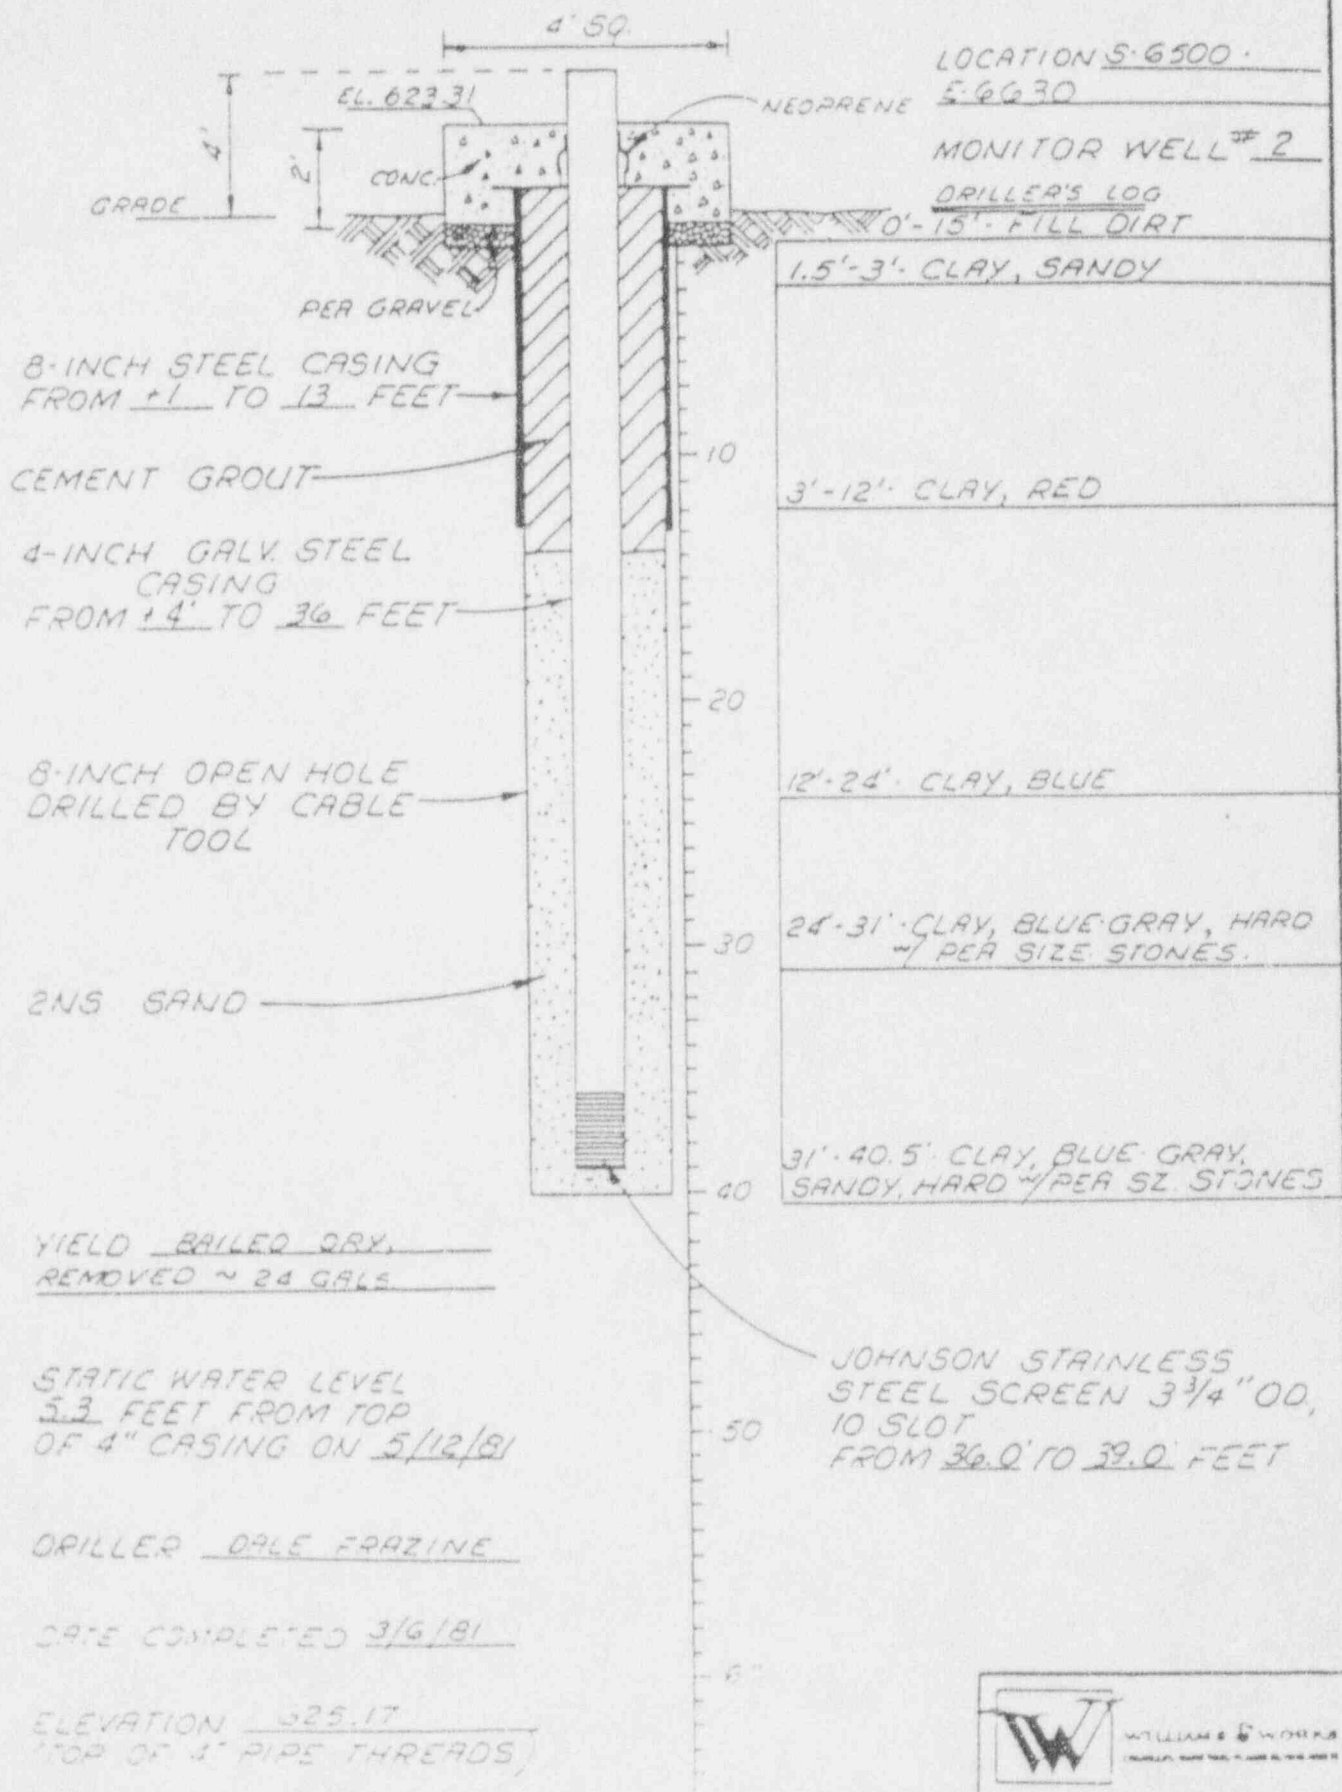 4' SQ.
LOCATION S-6500
E-6630
EL. 623.31
NEOPRENE
4'
2'
CONC.
MONITOR WELL # 2
DRILLER'S LOG
GRADE
0'-15'- FILL DIRT
1.5'-3'- CLAY, SANDY
PEA GRAVEL
8-INCH STEEL CASING
FROM +1 TO 13 FEET
10
CEMENT GROUT
3'-12'- CLAY, RED
4-INCH GALV. STEEL
CASING
FROM +4' TO 36 FEET
20
8-INCH OPEN HOLE
DRILLED BY CABLE
TOOL
12'-24'- CLAY, BLUE
24'-31'- CLAY, BLUE-GRAY, HARD
w/ PEA SIZE STONES.
30
2NS SAND
31'-40.5' CLAY, BLUE-GRAY,
SANDY, HARD w/ PEA SZ. STONES
40
YIELD BAILED DRY,
REMOVED ~ 24 GALS
JOHNSON STAINLESS
STEEL SCREEN 3 3/4" OD,
10 SLOT
FROM 36.0' TO 39.0' FEET
STATIC WATER LEVEL
5.3 FEET FROM TOP
OF 4" CASING ON 5/12/81
50
DRILLER DALE FRAZINE
DATE COMPLETED 3/6/81
ELEVATION 625.17
(TOP OF 4" PIPE THREADS)
WILLIAMS & WORKS